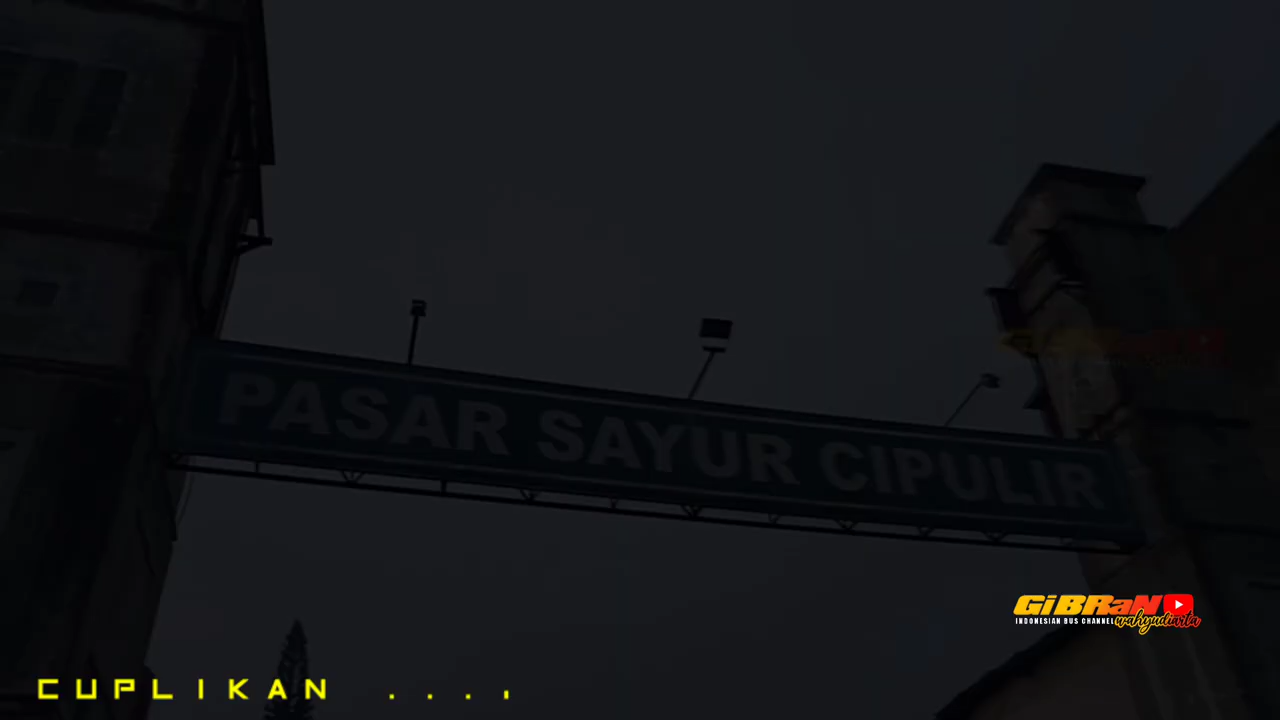 PASAR SAYUR CIPULIR
GiBRaN
INDONESIAN BUS CHANNEL wahyudiarta
CUPLIKAN ....